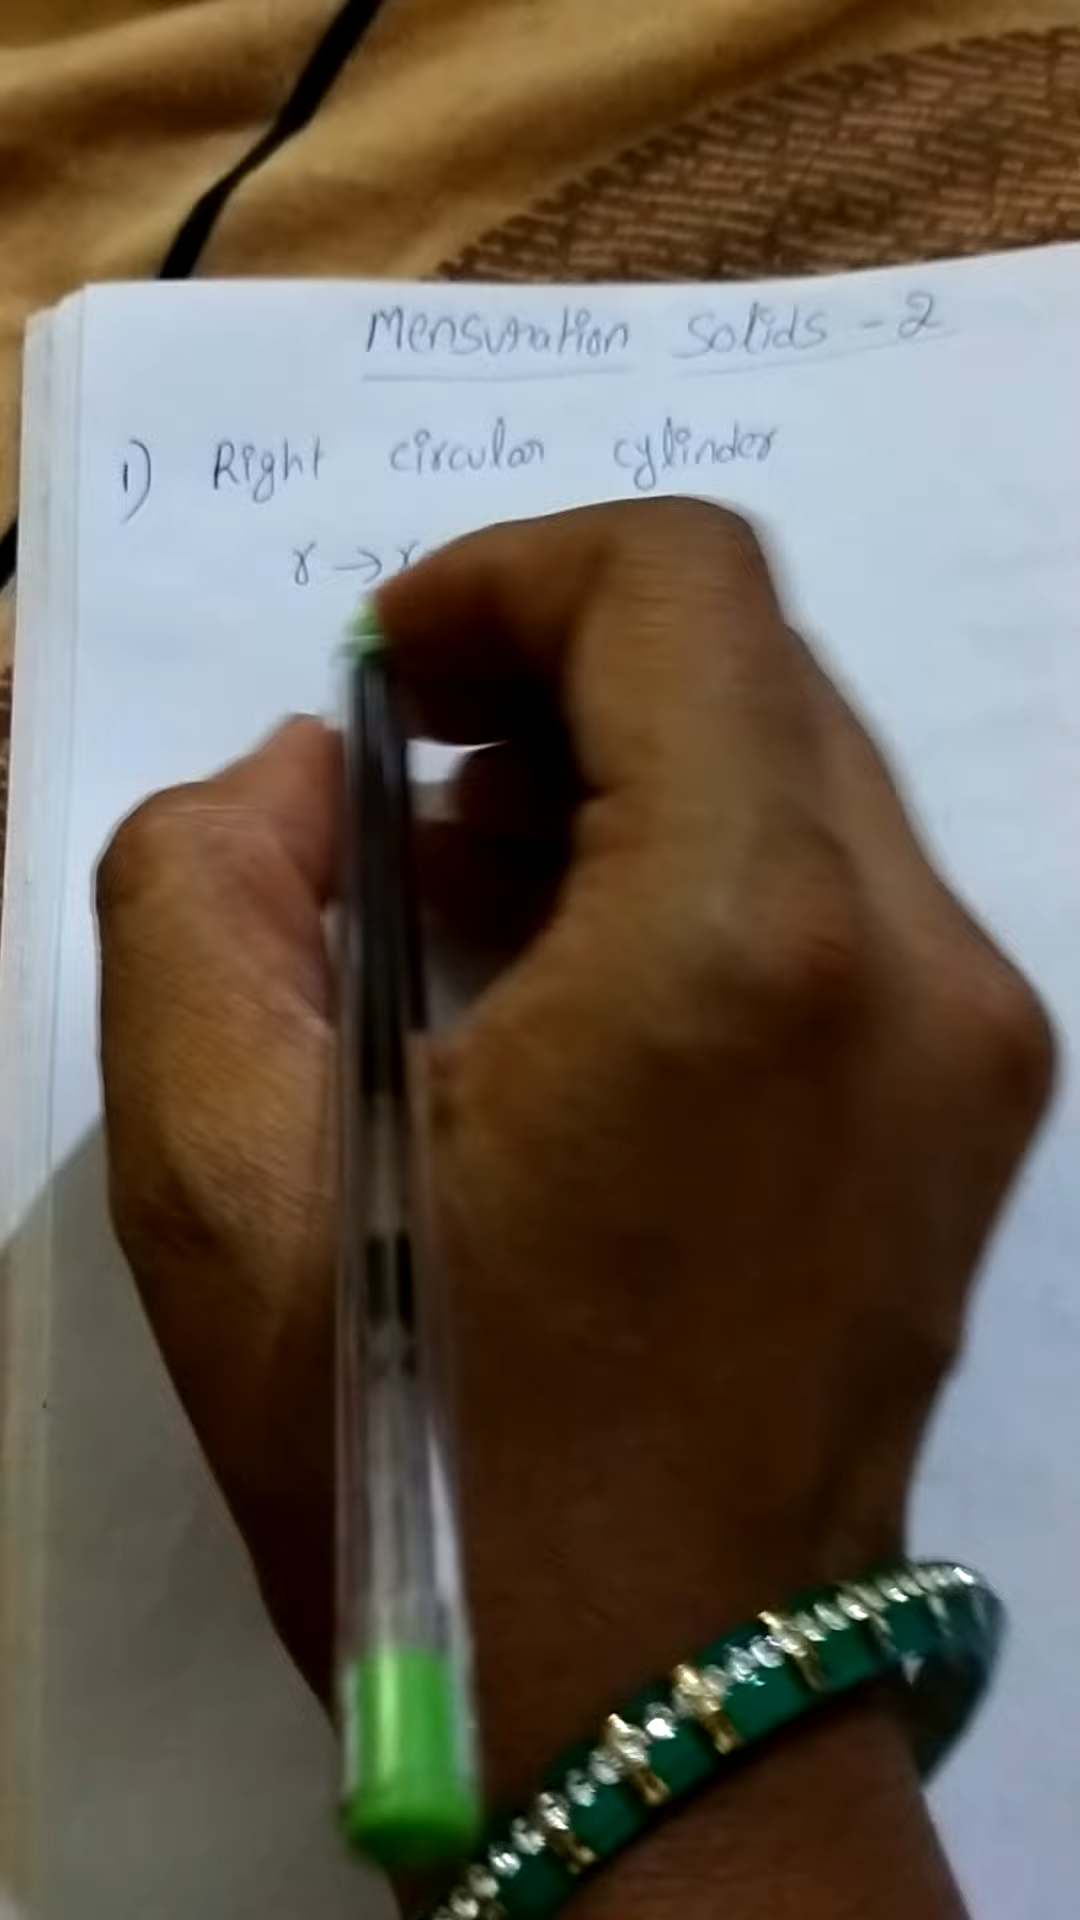 Mensuration Solids - 2
1) Right circular cylinder
r → r